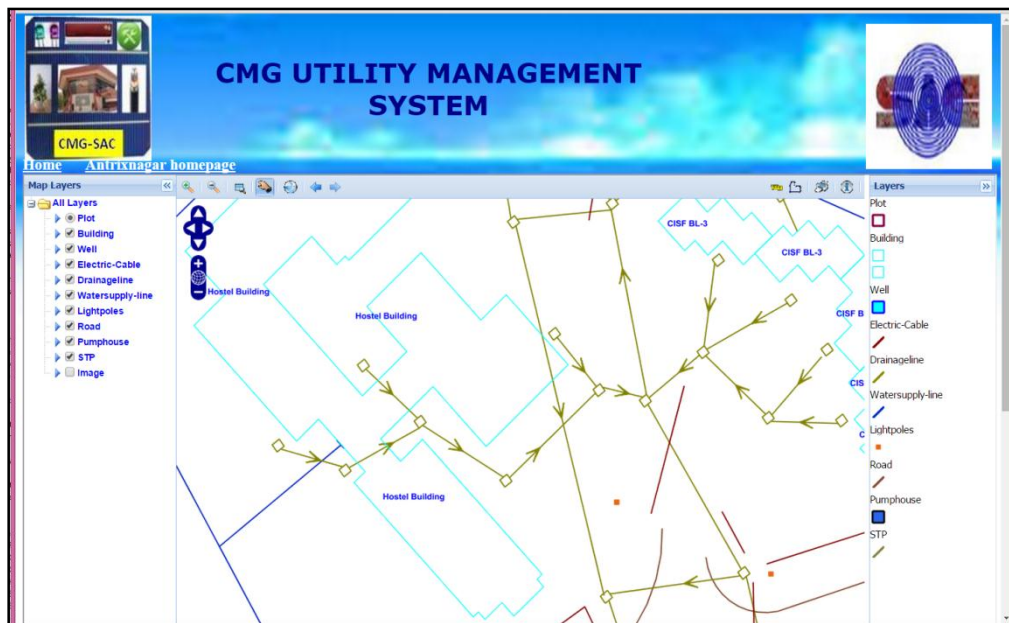 CMG UTILITY MANAGEMENT
SYSTEM
CMG-SAC
Home Antrixnagar homepage
Map Layers
All Layers
Plot
Building
Well
Electric-Cable
Drainageline
Watersupply-line
Lightpoles
Road
Pumphouse
STP
Image
CISF BL-3
CISF BL-3
Hostel Building
Hostel Building
CISF B
CIS
C
Hostel Building
Layers
Plot
Building
Well
Electric-Cable
Drainageline
Watersupply-line
Lightpoles
Road
Pumphouse
STP